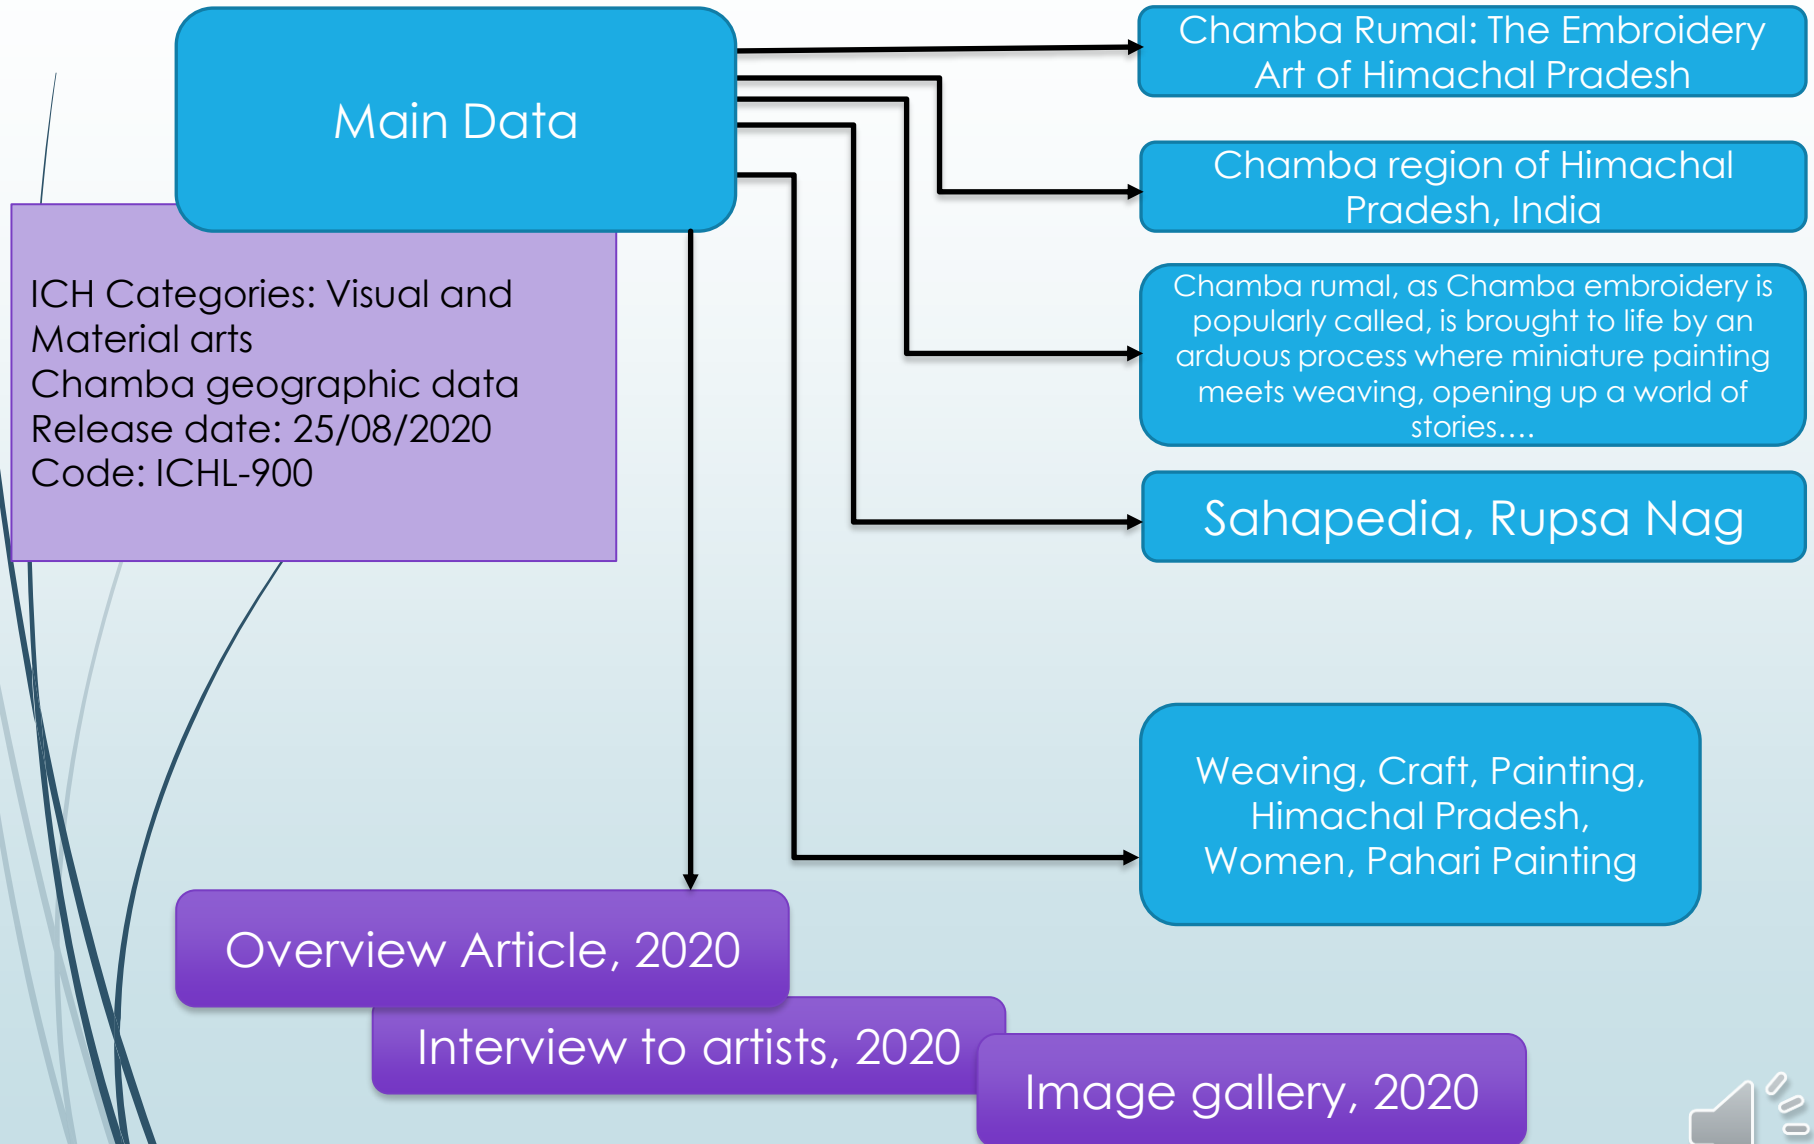 Main Data
ICH Categories: Visual and
Material arts
Chamba geographic data
Release date: 25/08/2020
Code: ICHL-900
Chamba Rumal: The Embroidery
Art of Himachal Pradesh
Chamba region of Himachal
Pradesh, India
Chamba rumal, as Chamba embroidery is
popularly called, is brought to life by an
arduous process where miniature painting
meets weaving, opening up a world of
stories....
Sahapedia, Rupsa Nag
Weaving, Craft, Painting,
Himachal Pradesh,
Women, Pahari Painting
Overview Article, 2020
Interview to artists, 2020
Image gallery, 2020